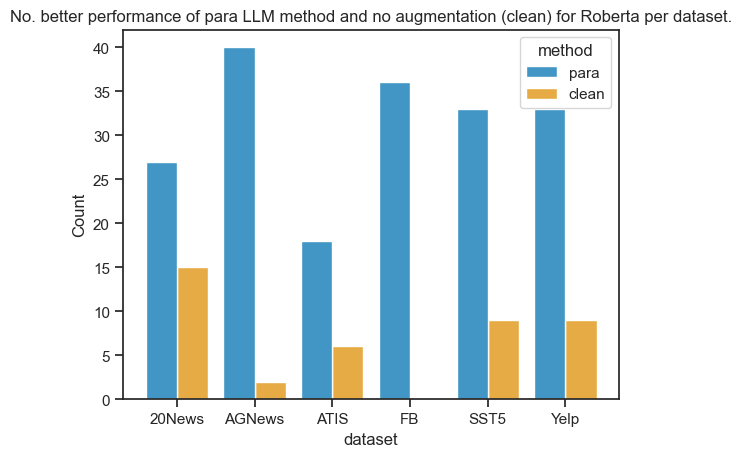 No. better performance of para LLM method and no augmentation (clean) for Roberta per dataset.
method
para
clean
Count
40
35
30
25
20
15
10
5
0
20News AGNews ATIS FB SST5 Yelp
dataset